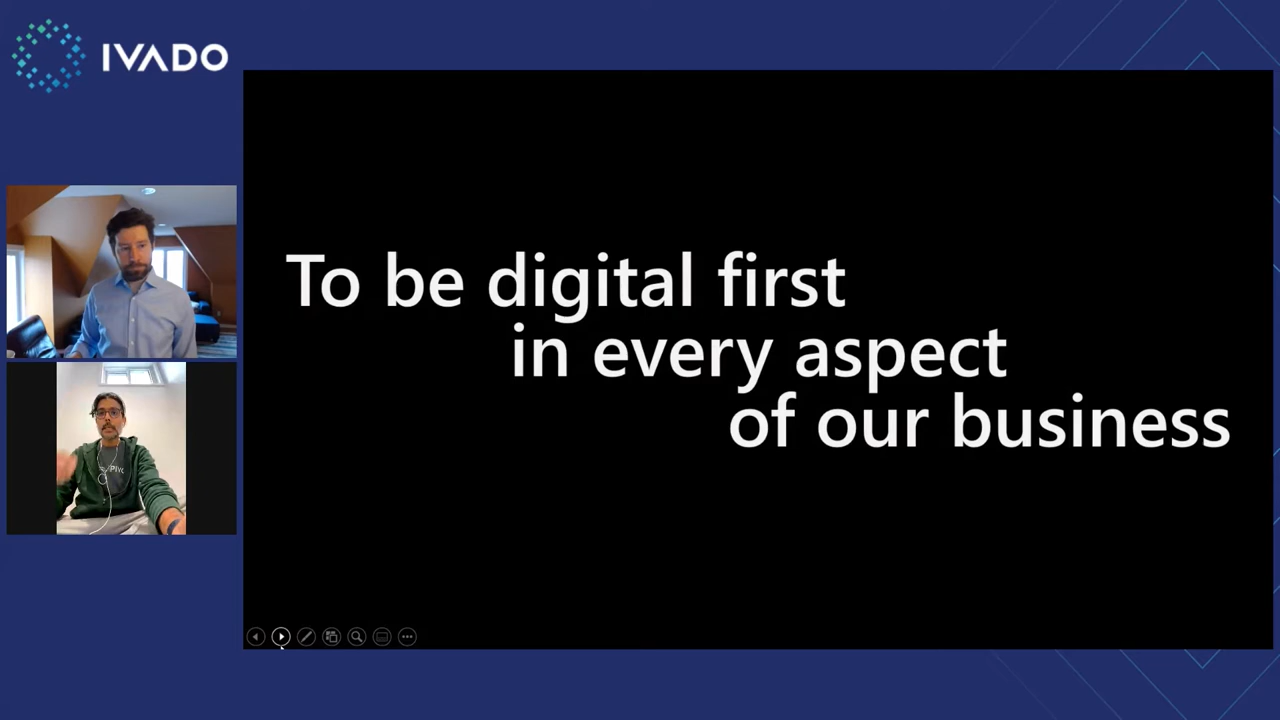 IVADO
To be digital first
in every aspect
of our business